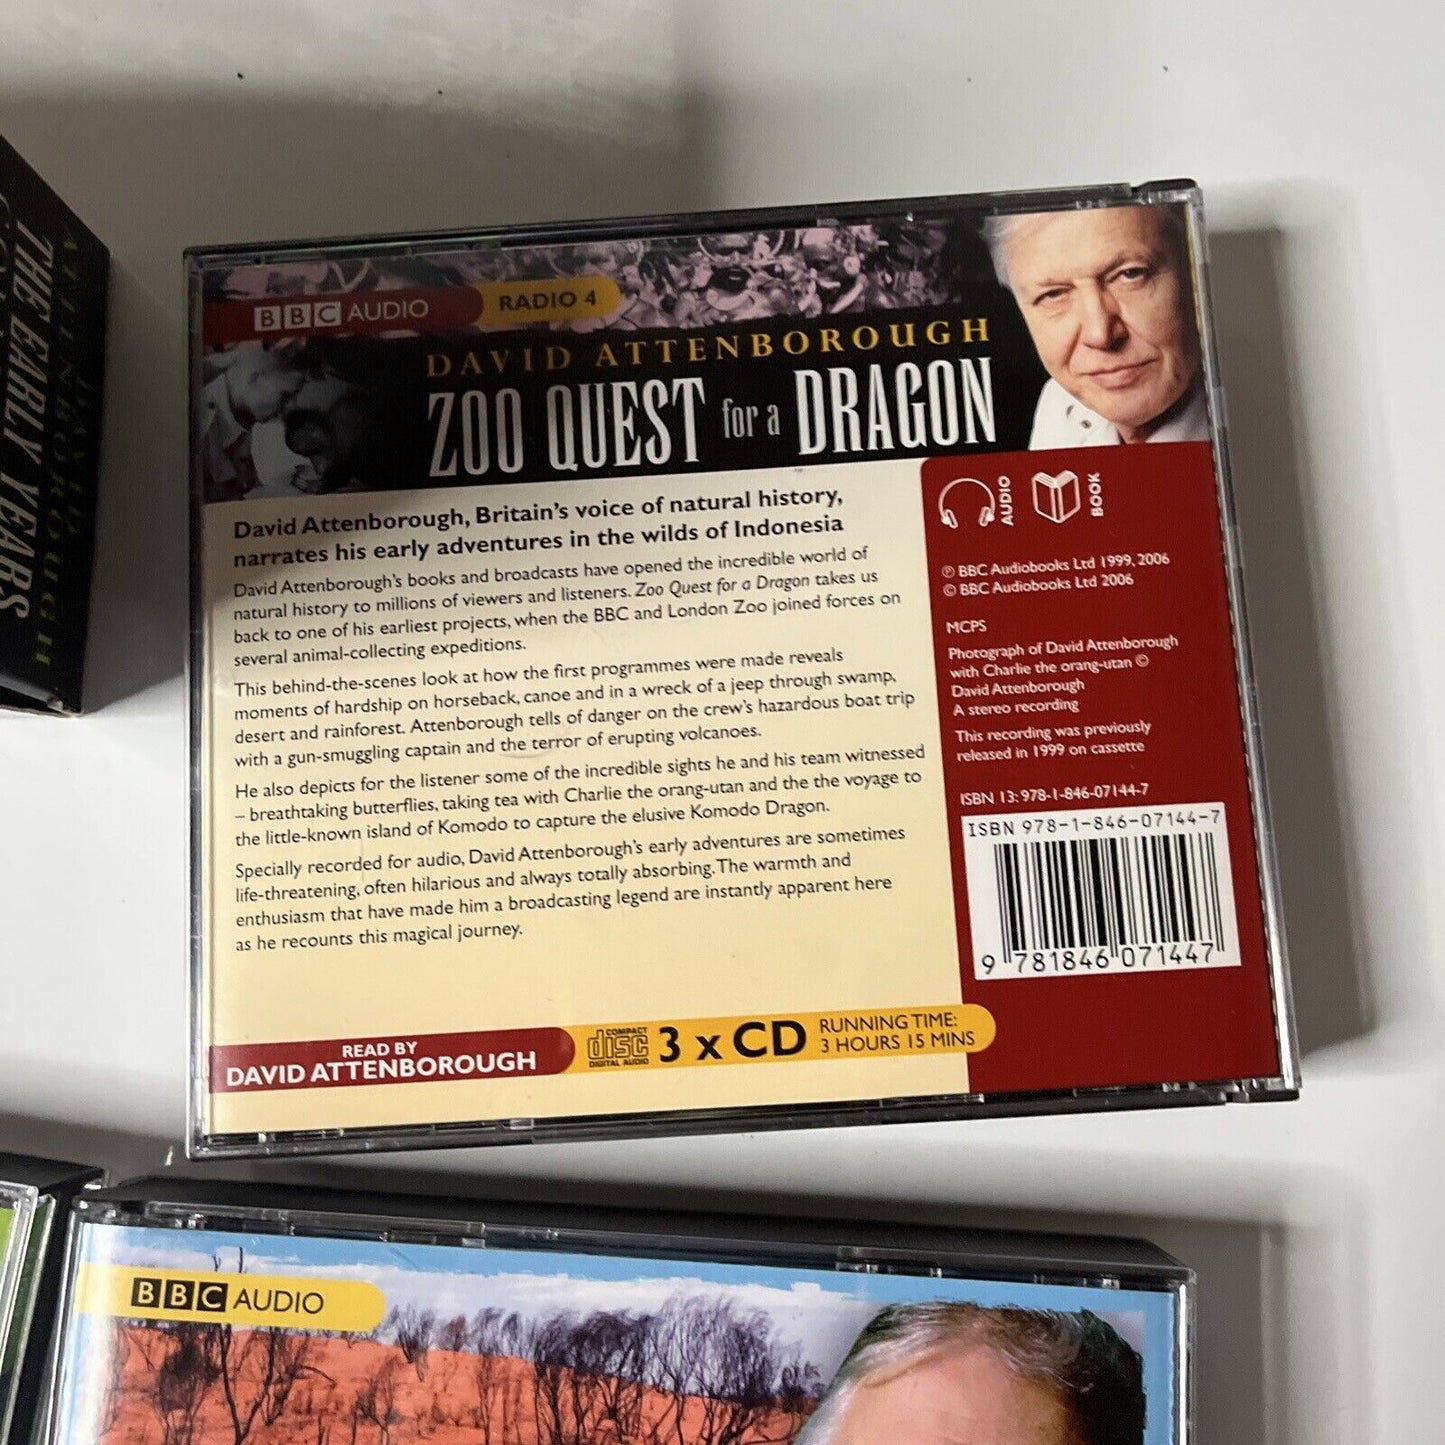 BBC AUDIO
RADIO 4
DAVID ATTENBOROUGH
ZOO QUEST for a DRAGON
David Attenborough, Britain's voice of natural history,
narrates his early adventures in the wilds of Indonesia
David Attenborough's books and broadcasts have opened the incredible world of
natural history to millions of viewers and listeners. Zoo Quest for a Dragon takes us
back to one of his earliest projects, when the BBC and London Zoo joined forces on
several animal-collecting expeditions.
This behind-the-scenes look at how the first programmes were made reveals
moments of hardship on horseback, canoe and in a wreck of a jeep through swamp,
desert and rainforest. Attenborough tells of danger on the crew's hazardous boat trip
with a gun-smuggling captain and the terror of erupting volcanoes.
He also depicts for the listener some of the incredible sights he and his team witnessed
– breathtaking butterflies, taking tea with Charlie the orang-utan and the the voyage to
the little-known island of Komodo to capture the elusive Komodo Dragon.
Specially recorded for audio, David Attenborough's early adventures are sometimes
life-threatening, often hilarious and always totally absorbing. The warmth and
enthusiasm that have made him a broadcasting legend are instantly apparent here
as he recounts this magical journey.
READ BY
DAVID ATTENBOROUGH
COMPACT
disc
DIGITAL AUDIO
3 x CD
RUNNING TIME:
3 HOURS 15 MINS
AUDIO
BOOK
℗ BBC Audiobooks Ltd 1999, 2006
© BBC Audiobooks Ltd 2006
MCPS
Photograph of David Attenborough
with Charlie the orang-utan ©
David Attenborough
A stereo recording
This recording was previously
released in 1999 on cassette
ISBN 13: 978-1-846-07144-7
ISBN 978-1-846-07144-7
9 781846 071447
DAVID
ATTENBOROUGH
THE EARLY YEARS
BBC AUDIO